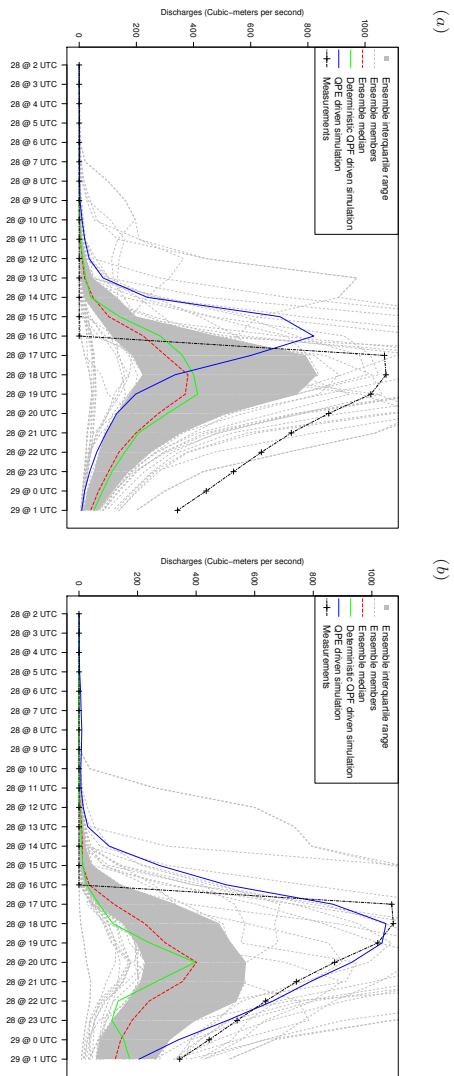 (a)
Discharges (Cubic-meters per second)
0
200
400
600
800
1000
Ensemble interquartile range
Ensemble members
Ensemble median
Deterministic QPF driven simulation
QPE driven simulation
Measurements
28 @ 2 UTC
28 @ 3 UTC
28 @ 4 UTC
28 @ 5 UTC
28 @ 6 UTC
28 @ 7 UTC
28 @ 8 UTC
28 @ 9 UTC
28 @ 10 UTC
28 @ 11 UTC
28 @ 12 UTC
28 @ 13 UTC
28 @ 14 UTC
28 @ 15 UTC
28 @ 16 UTC
28 @ 17 UTC
28 @ 18 UTC
28 @ 19 UTC
28 @ 20 UTC
28 @ 21 UTC
28 @ 22 UTC
28 @ 23 UTC
29 @ 0 UTC
29 @ 1 UTC
(b)
Discharges (Cubic-meters per second)
0
200
400
600
800
1000
Ensemble interquartile range
Ensemble members
Ensemble median
Deterministic QPF driven simulation
QPE driven simulation
Measurements
28 @ 2 UTC
28 @ 3 UTC
28 @ 4 UTC
28 @ 5 UTC
28 @ 6 UTC
28 @ 7 UTC
28 @ 8 UTC
28 @ 9 UTC
28 @ 10 UTC
28 @ 11 UTC
28 @ 12 UTC
28 @ 13 UTC
28 @ 14 UTC
28 @ 15 UTC
28 @ 16 UTC
28 @ 17 UTC
28 @ 18 UTC
28 @ 19 UTC
28 @ 20 UTC
28 @ 21 UTC
28 @ 22 UTC
28 @ 23 UTC
29 @ 0 UTC
29 @ 1 UTC